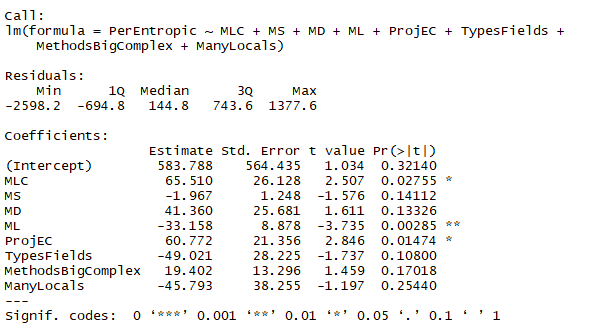 Call:
lm(formula = PerEntropic ~ MLC + MS + MD + ML + ProjEC + TypesFields +
    MethodsBigComplex + ManyLocals)

Residuals:
    Min      1Q  Median      3Q     Max
-2598.2  -694.8   144.8   743.6  1377.6

Coefficients:
                  Estimate Std. Error t value Pr(>|t|)
(Intercept)        583.788    564.435   1.034  0.32140
MLC                 65.510     26.128   2.507  0.02755 *
MS                  -1.967      1.248  -1.576  0.14112
MD                  41.360     25.681   1.611  0.13326
ML                 -33.158      8.878  -3.735  0.00285 **
ProjEC              60.772     21.356   2.846  0.01474 *
TypesFields        -49.021     28.225  -1.737  0.10800
MethodsBigComplex   19.402     13.296   1.459  0.17018
ManyLocals         -45.793     38.255  -1.197  0.25440
---
Signif. codes:  0 ‘***’ 0.001 ‘**’ 0.01 ‘*’ 0.05 ‘.’ 0.1 ‘ ’ 1